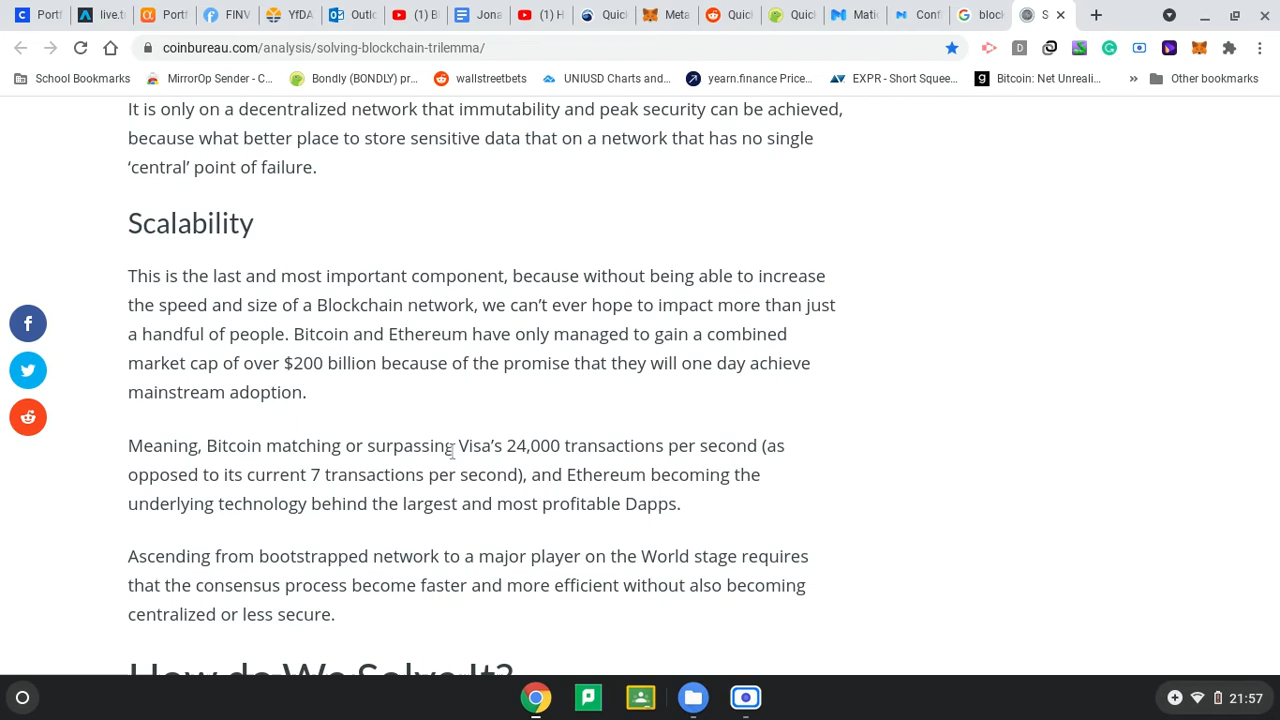 Portf
live.t
Portf
FINV
YfDA
Outlo
(1) B
Jona
(1) H
Quic
Meta
Quic
Quic
Matic
Conf
block
S
coinbureau.com/analysis/solving-blockchain-trilemma/
School Bookmarks
MirrorOp Sender - C...
Bondly (BONDLY) pr...
wallstreetbets
UNIUSD Charts and...
yearn.finance Price...
EXPR - Short Squee...
Bitcoin: Net Unreali...
» Other bookmarks
It is only on a decentralized network that immutability and peak security can be achieved,
because what better place to store sensitive data that on a network that has no single
‘central’ point of failure.
Scalability
This is the last and most important component, because without being able to increase
the speed and size of a Blockchain network, we can’t ever hope to impact more than just
a handful of people. Bitcoin and Ethereum have only managed to gain a combined
market cap of over $200 billion because of the promise that they will one day achieve
mainstream adoption.
Meaning, Bitcoin matching or surpassing Visa’s 24,000 transactions per second (as
opposed to its current 7 transactions per second), and Ethereum becoming the
underlying technology behind the largest and most profitable Dapps.
Ascending from bootstrapped network to a major player on the World stage requires
that the consensus process become faster and more efficient without also becoming
centralized or less secure.
How do We Solve It?
21:57